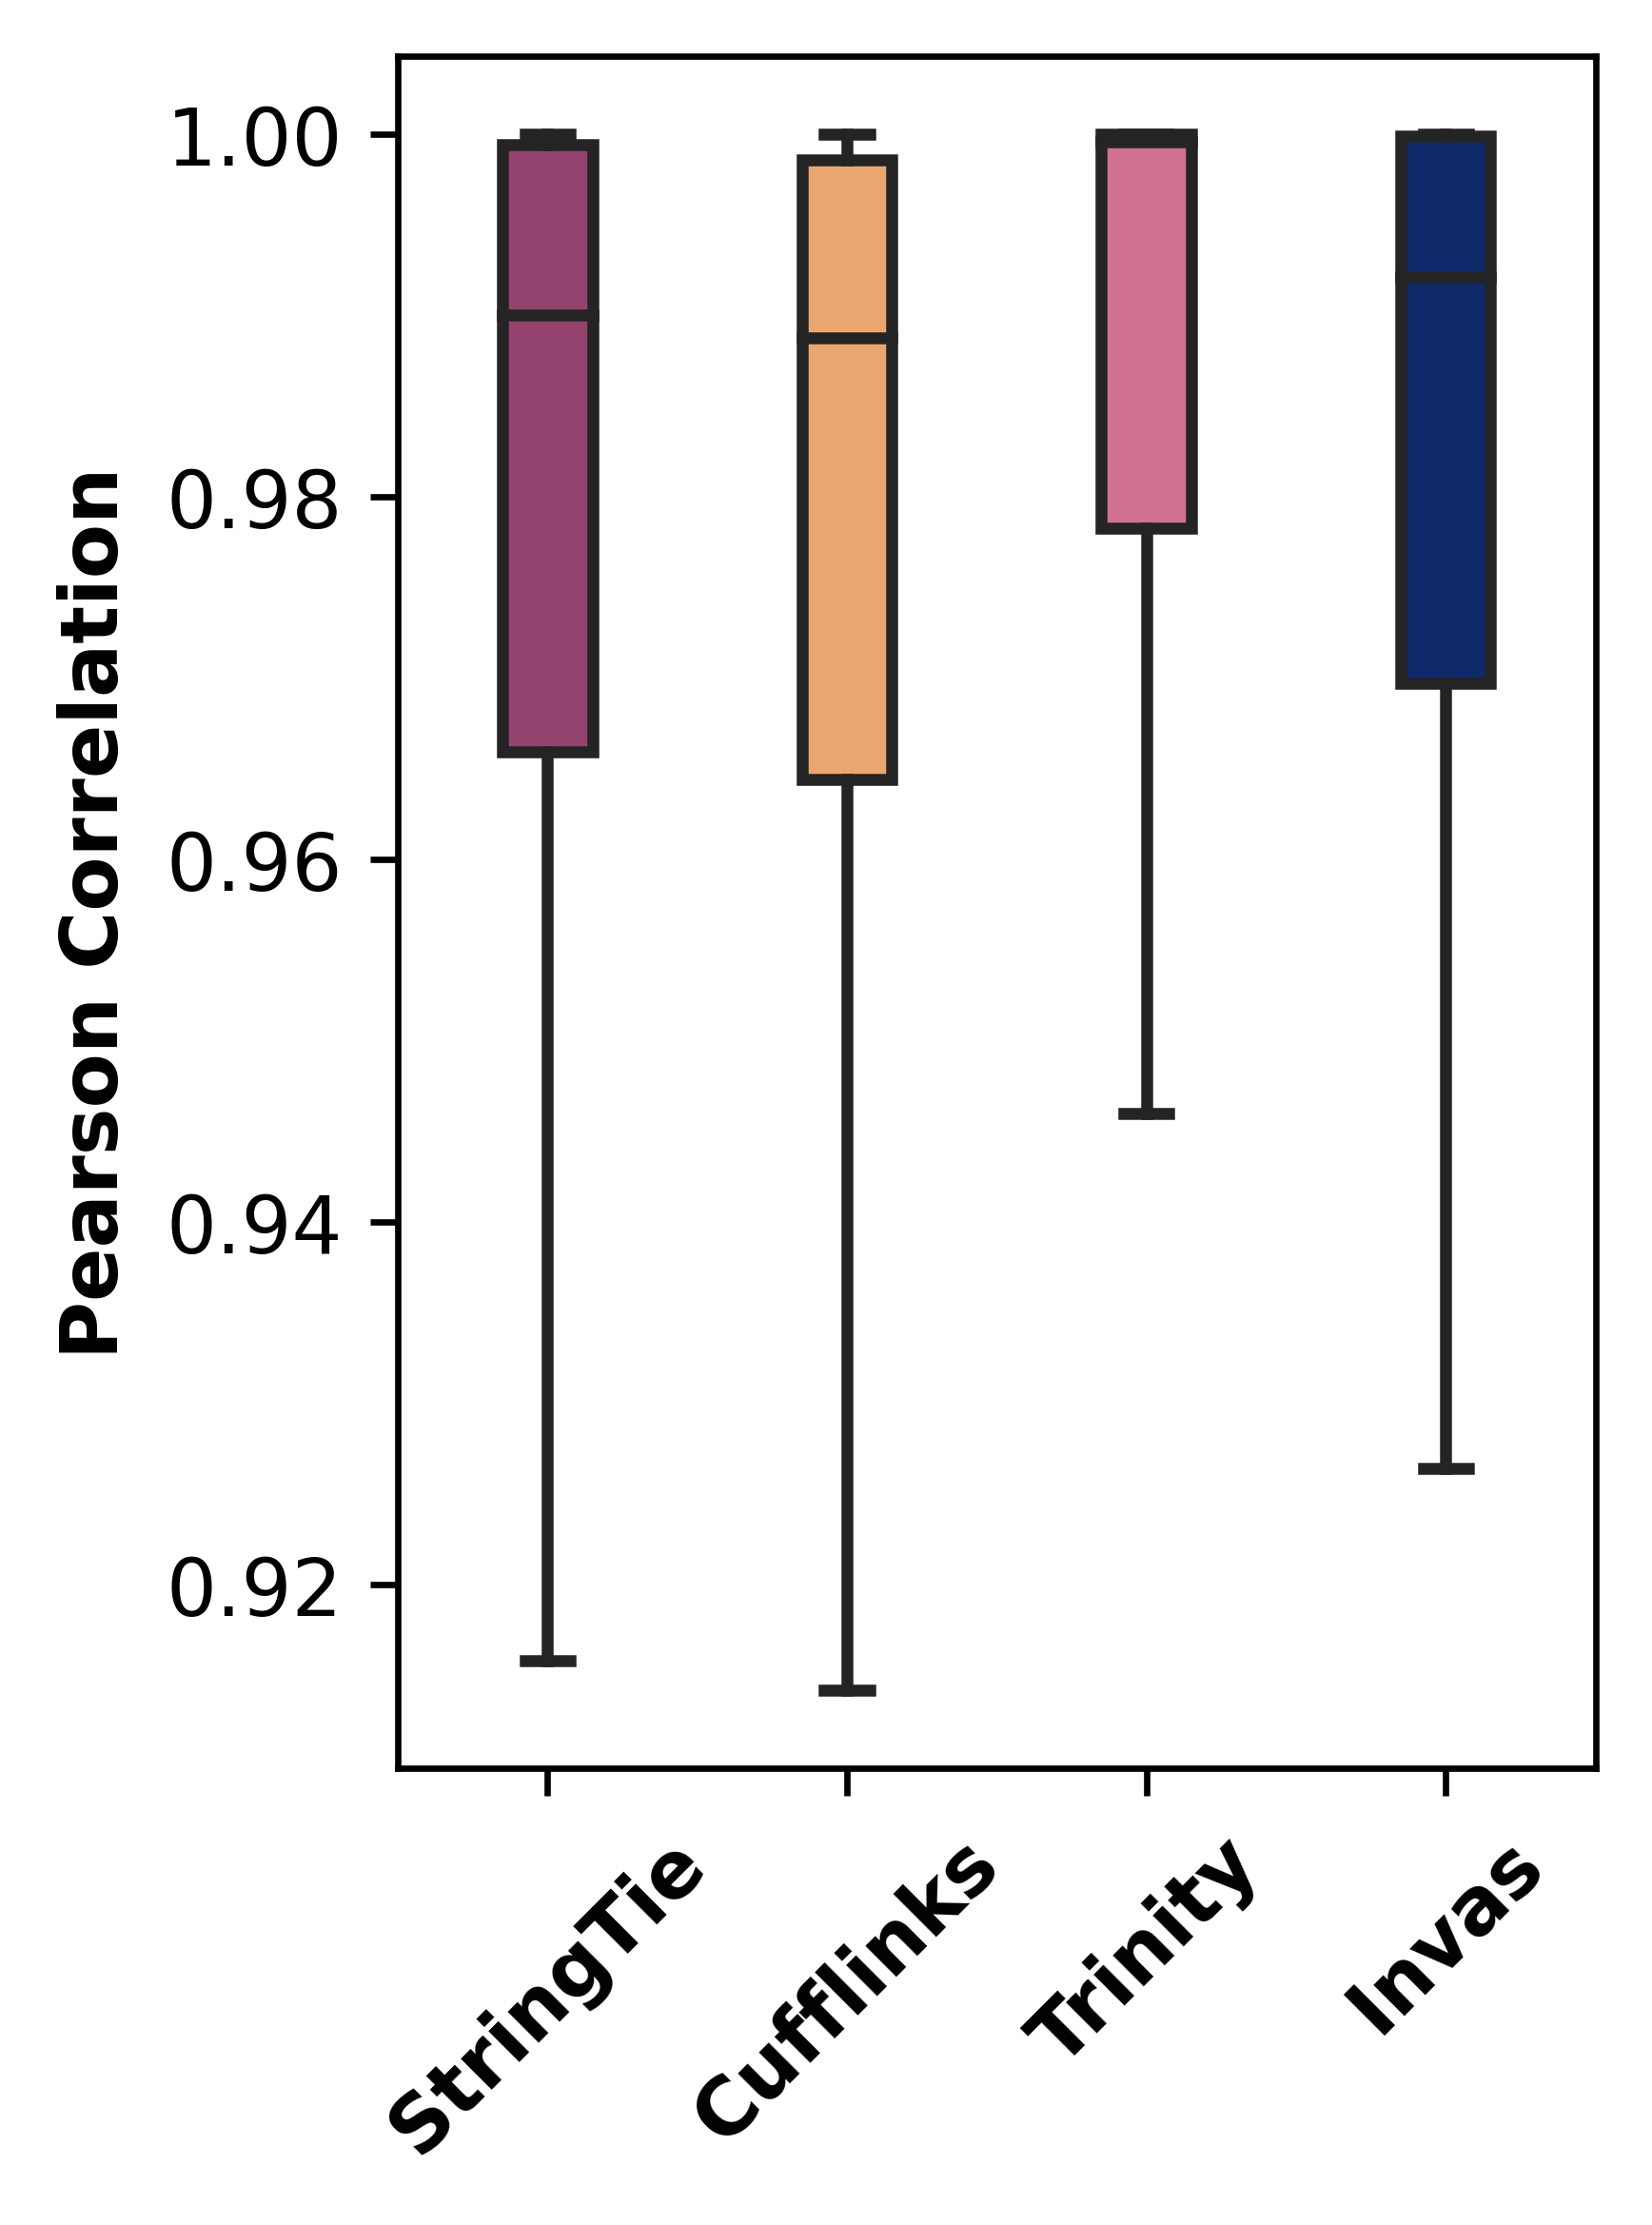 Pearson Correlation
1.00
0.98
0.96
0.94
0.92
StringTie
Cufflinks
Trinity
Invas